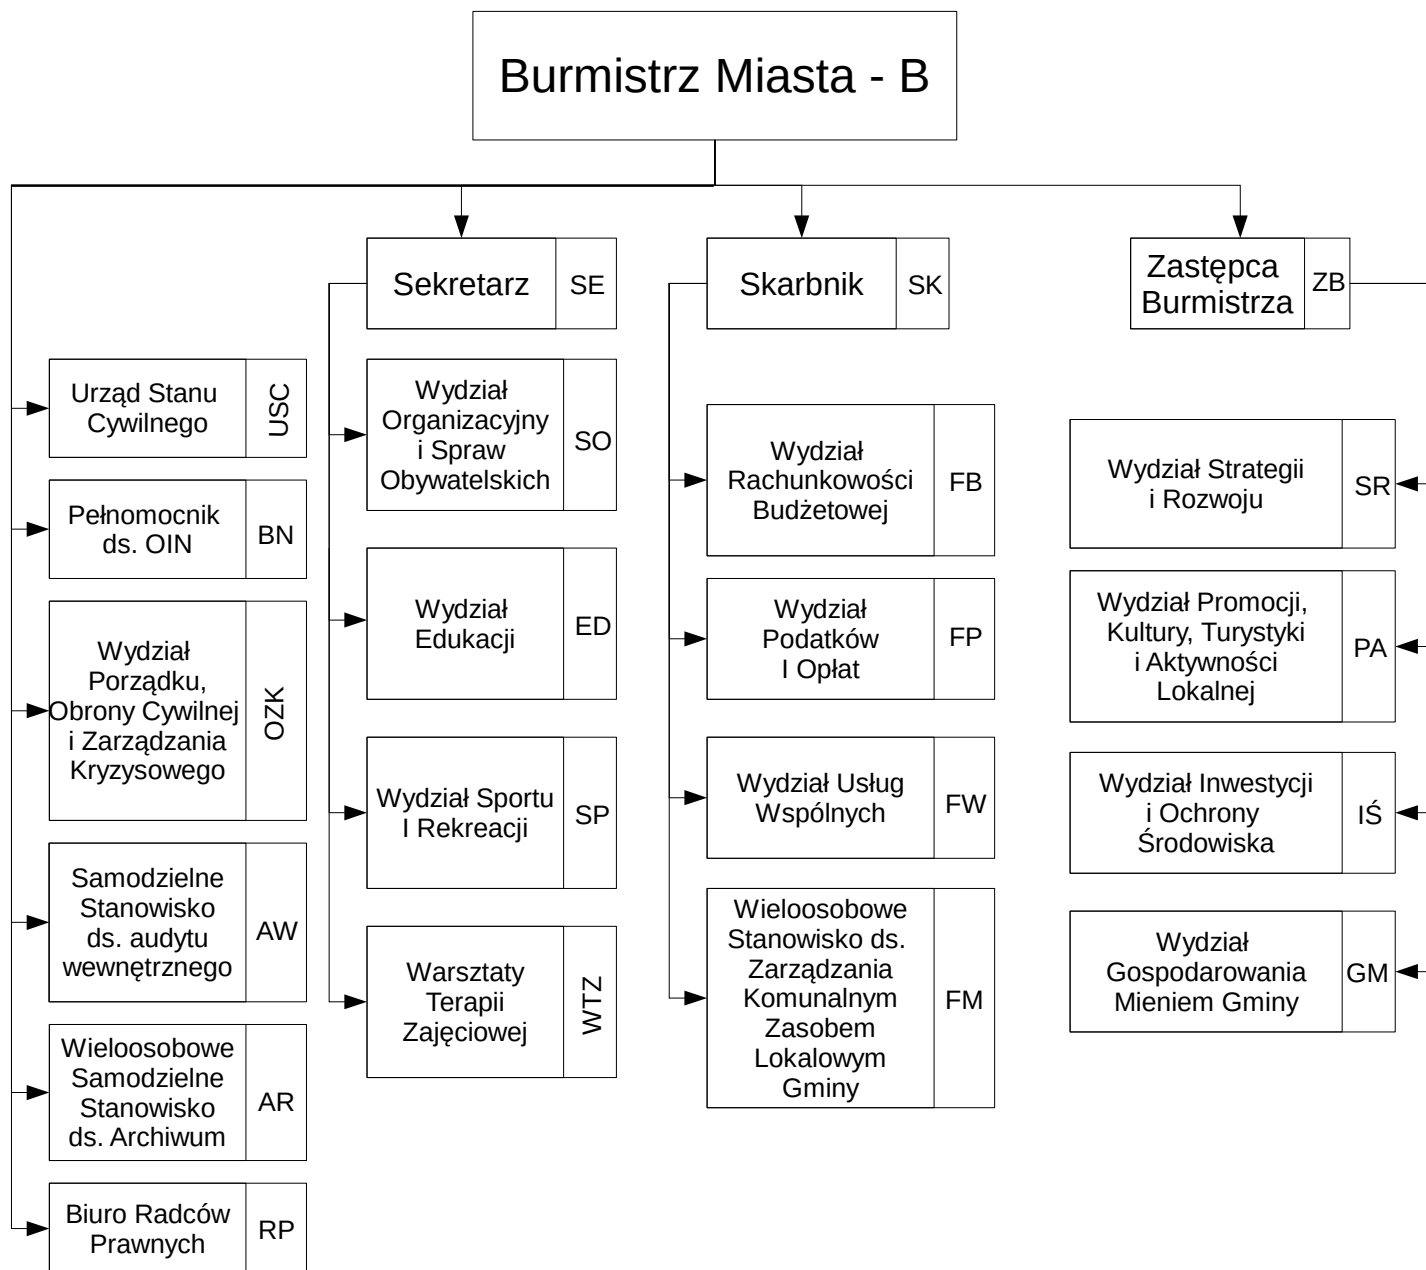 Burmistrz Miasta - B
Sekretarz
SE
Skarbnik
SK
Zastępca
Burmistrza
ZB
Urząd Stanu
Cywilnego
USC
Pełnomocnik
ds. OIN
BN
Wydział
Porządku,
Obrony Cywilnej
i Zarządzania
Kryzysowego
OZK
Samodzielne
Stanowisko
ds. audytu
wewnętrznego
AW
Wieloosobowe
Samodzielne
Stanowisko
ds. Archiwum
AR
Biuro Radców
Prawnych
RP
Wydział
Organizacyjny
i Spraw
Obywatelskich
SO
Wydział
Edukacji
ED
Wydział Sportu
I Rekreacji
SP
Warsztaty
Terapii
Zajęciowej
WTZ
Wydział
Rachunkowości
Budżetowej
FB
Wydział
Podatków
I Opłat
FP
Wydział Usług
Wspólnych
FW
Wieloosobowe
Stanowisko ds.
Zarządzania
Komunalnym
Zasobem
Lokalowym
Gminy
FM
Wydział Strategii
i Rozwoju
SR
Wydział Promocji,
Kultury, Turystyki
i Aktywności
Lokalnej
PA
Wydział Inwestycji
i Ochrony
Środowiska
IŚ
Wydział
Gospodarowania
Mieniem Gminy
GM